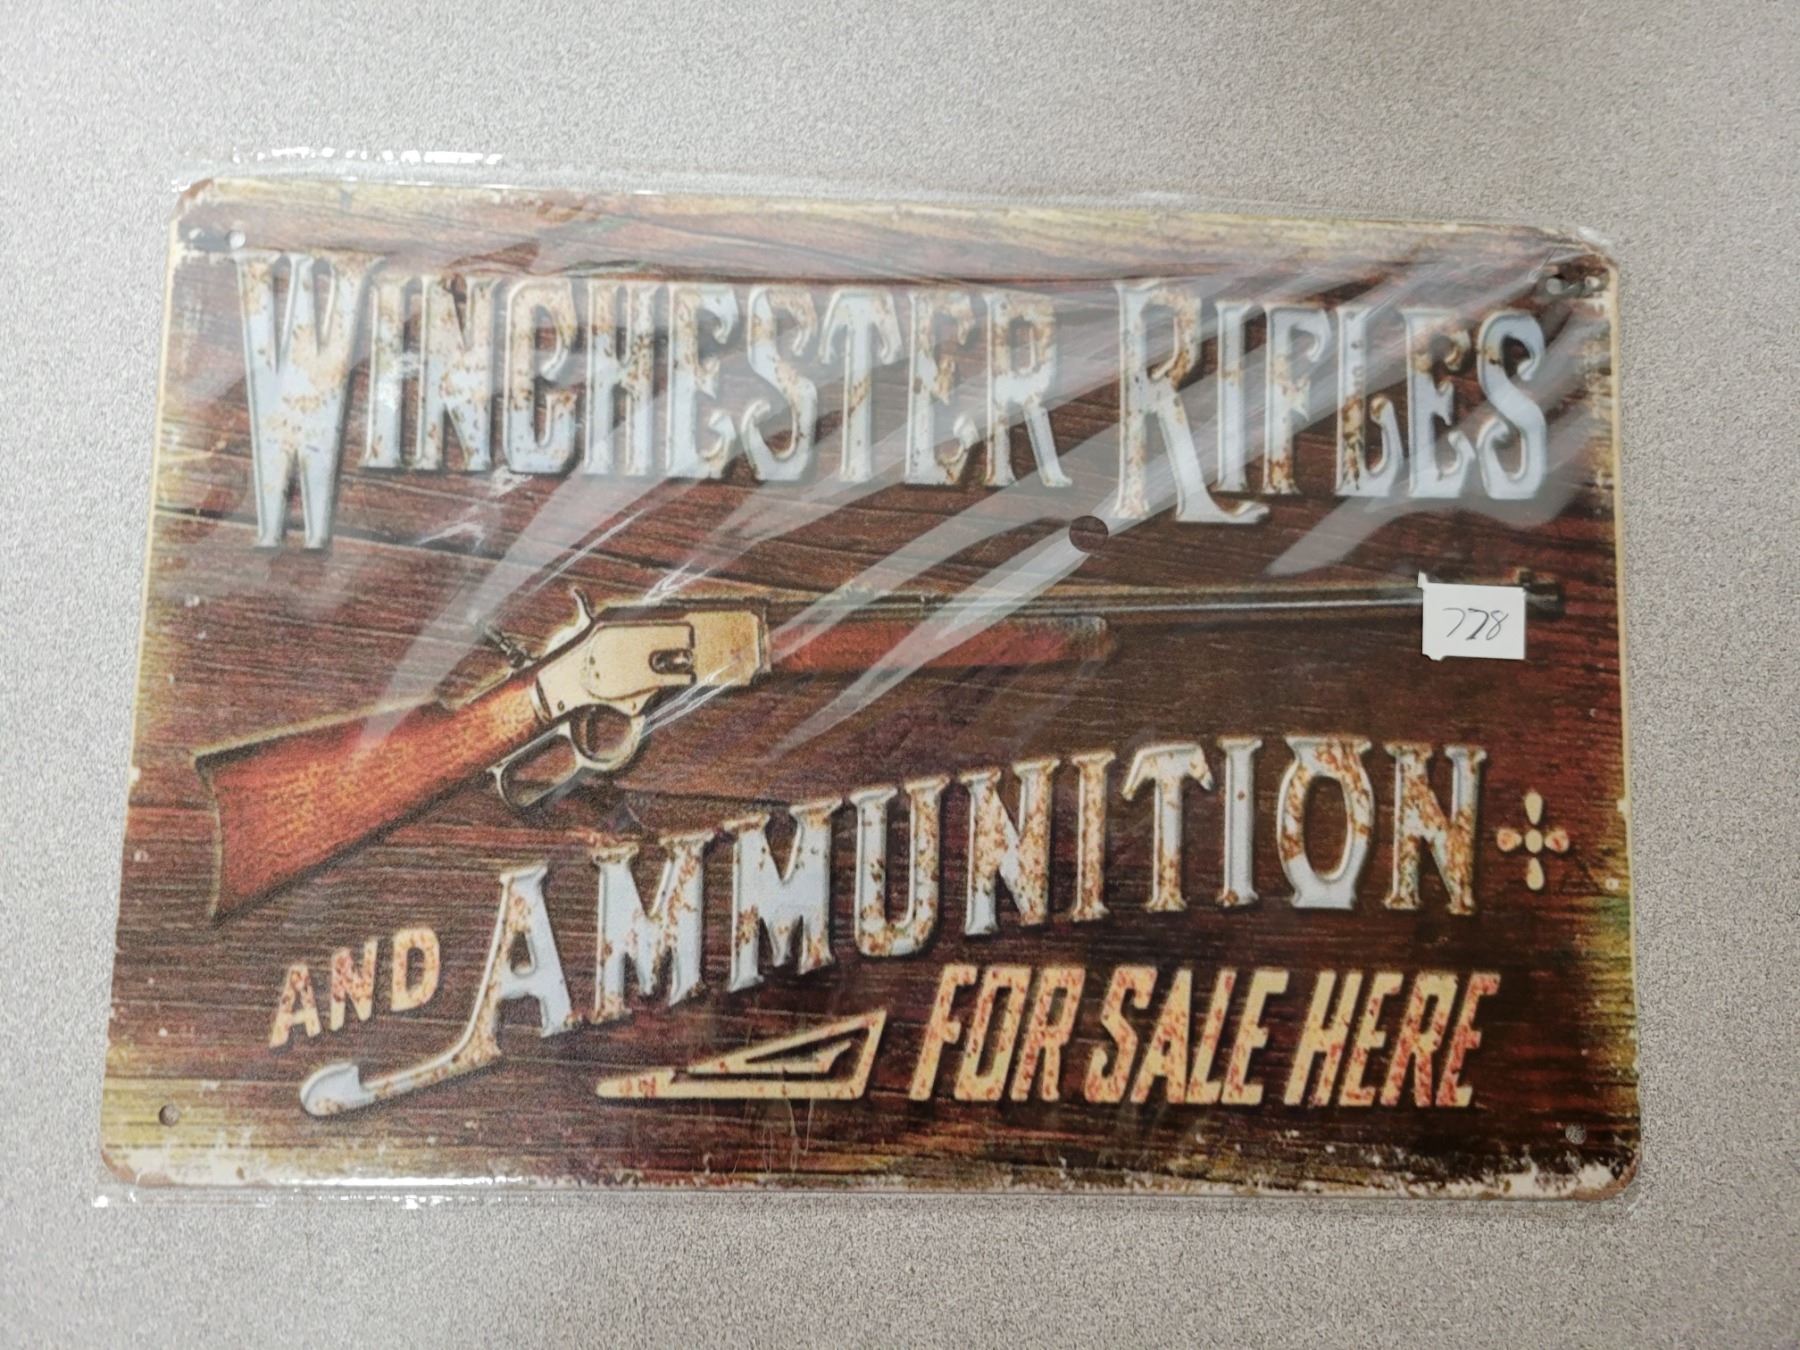 WINCHESTER RIFLES
778
AND AMMUNITION
FOR SALE HERE